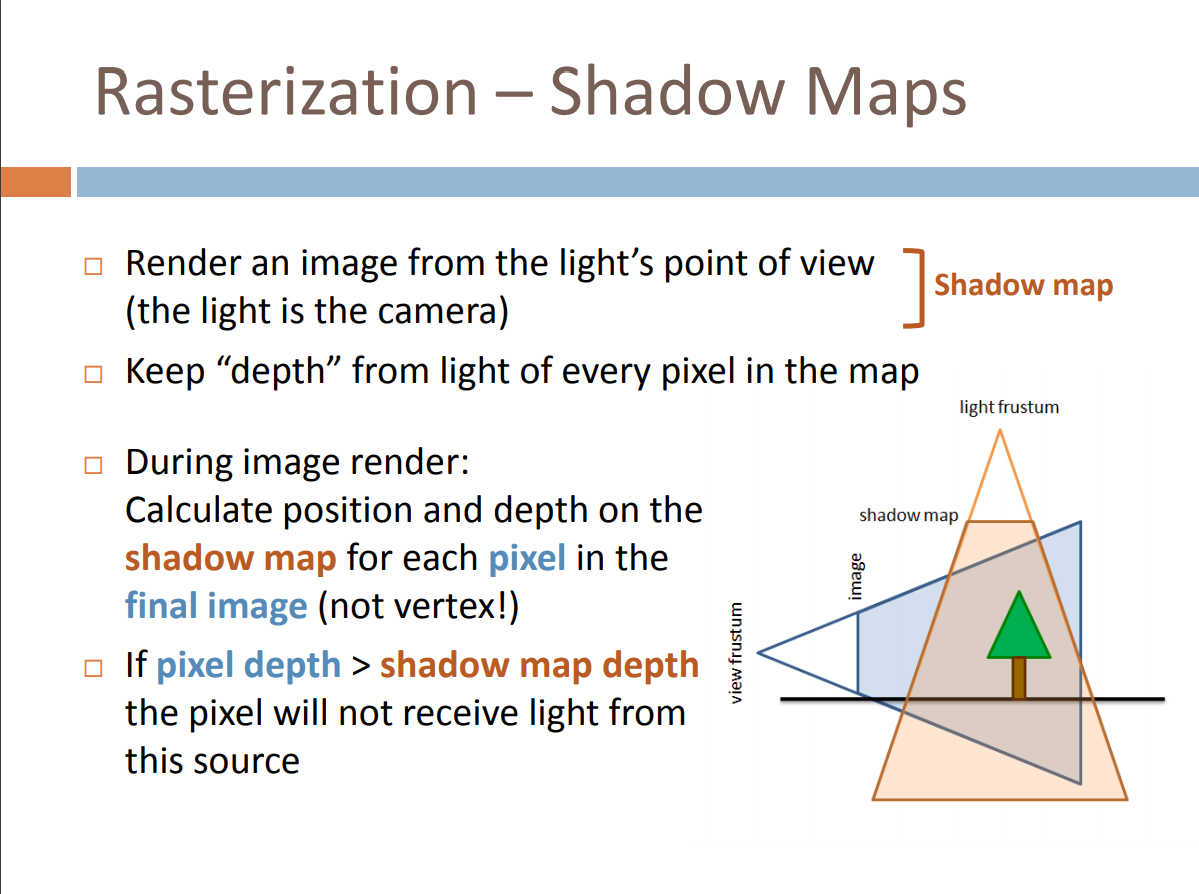 Rasterization – Shadow Maps
Render an image from the light’s point of view
(the light is the camera)
Shadow map
Keep “depth” from light of every pixel in the map
During image render:
Calculate position and depth on the
shadow map for each pixel in the
final image (not vertex!)
If pixel depth > shadow map depth
the pixel will not receive light from
this source
light frustum
shadow map
image
view frustum